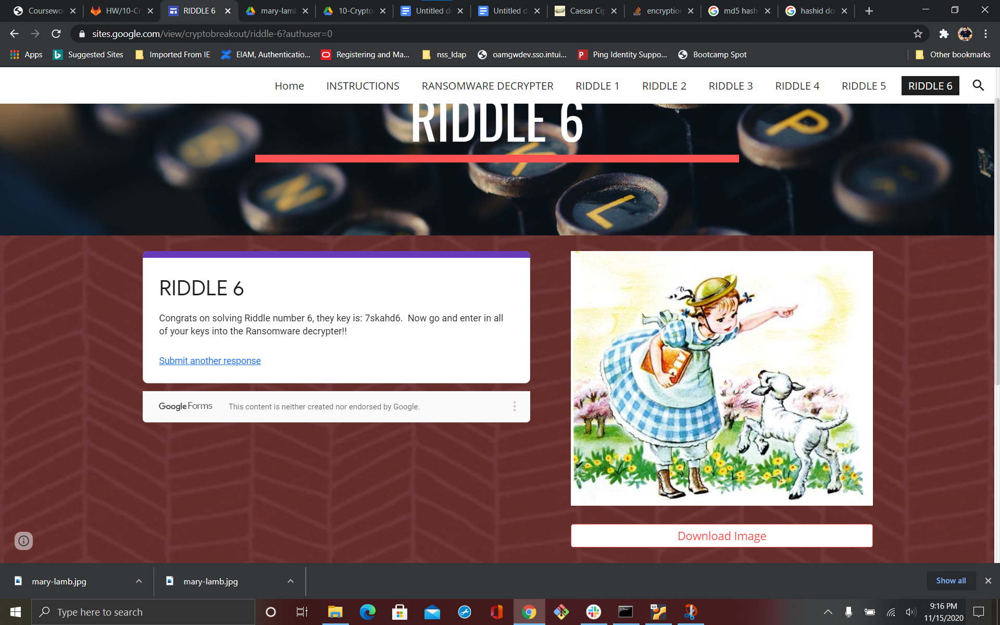 Coursewor
HW/10-Cr
RIDDLE 6
mary-lamb
10-Crypto
Untitled d
Untitled d
Caesar Cip
encryption
md5 hash
hashid do
sites.google.com/view/cryptobreakout/riddle-6?authuser=0
Apps
Suggested Sites
Imported From IE
EIAM, Authenticatio...
Registering and Ma...
nss_ldap
oamgwdev.sso.intui...
Ping Identity Suppo...
Bootcamp Spot
Other bookmarks
Home
INSTRUCTIONS
RANSOMWARE DECRYPTER
RIDDLE 1
RIDDLE 2
RIDDLE 3
RIDDLE 4
RIDDLE 5
RIDDLE 6
RIDDLE 6
P
N
L
RIDDLE 6
Congrats on solving Riddle number 6, they key is: 7skahd6. Now go and enter in all
of your keys into the Ransomware decrypter!!
Submit another response
Google Forms
This content is neither created nor endorsed by Google.
Download Image
mary-lamb.jpg
mary-lamb.jpg
Show all
Type here to search
64
9:16 PM
11/15/2020